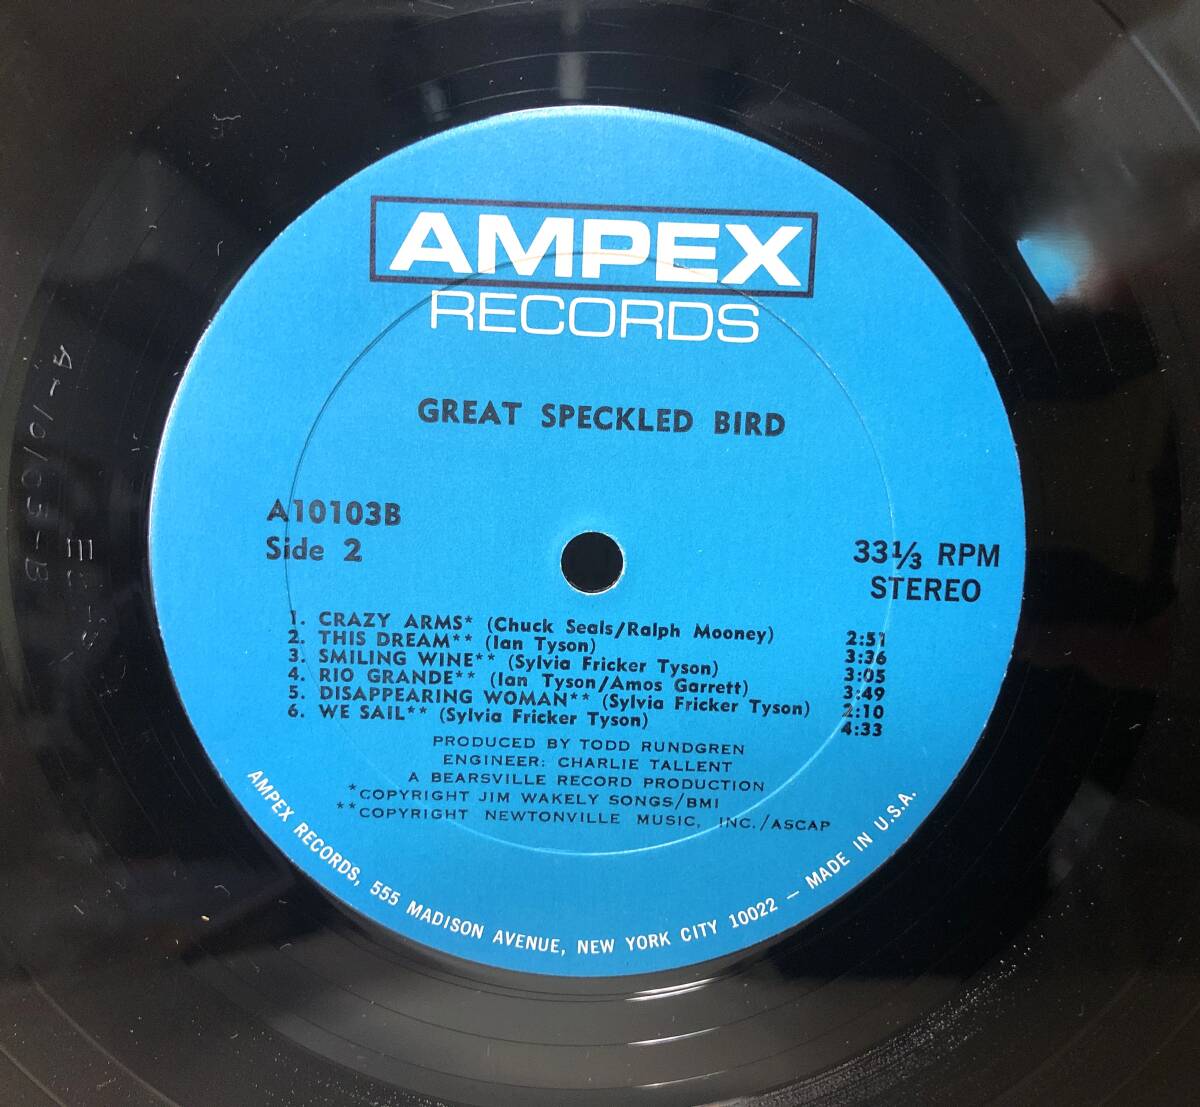 AMPEX
RECORDS
GREAT SPECKLED BIRD
A10103B
Side 2
33⅓ RPM
STEREO
1. CRAZY ARMS* (Chuck Seals/Ralph Mooney) 2:51
2. THIS DREAM** (Ian Tyson) 3:36
3. SMILING WINE** (Sylvia Fricker Tyson) 3:05
4. RIO GRANDE** (Ian Tyson/Amos Garrett) 3:49
5. DISAPPEARING WOMAN** (Sylvia Fricker Tyson) 2:10
6. WE SAIL** (Sylvia Fricker Tyson) 4:33
PRODUCED BY TODD RUNDGREN
ENGINEER: CHARLIE TALLENT
A BEARSVILLE RECORD PRODUCTION
*COPYRIGHT JIM WAKELY SONGS/BMI
**COPYRIGHT NEWTONVILLE MUSIC, INC./ASCAP
AMPEX RECORDS, 555 MADISON AVENUE, NEW YORK CITY 10022 — MADE IN U.S.A.
A-10103-B